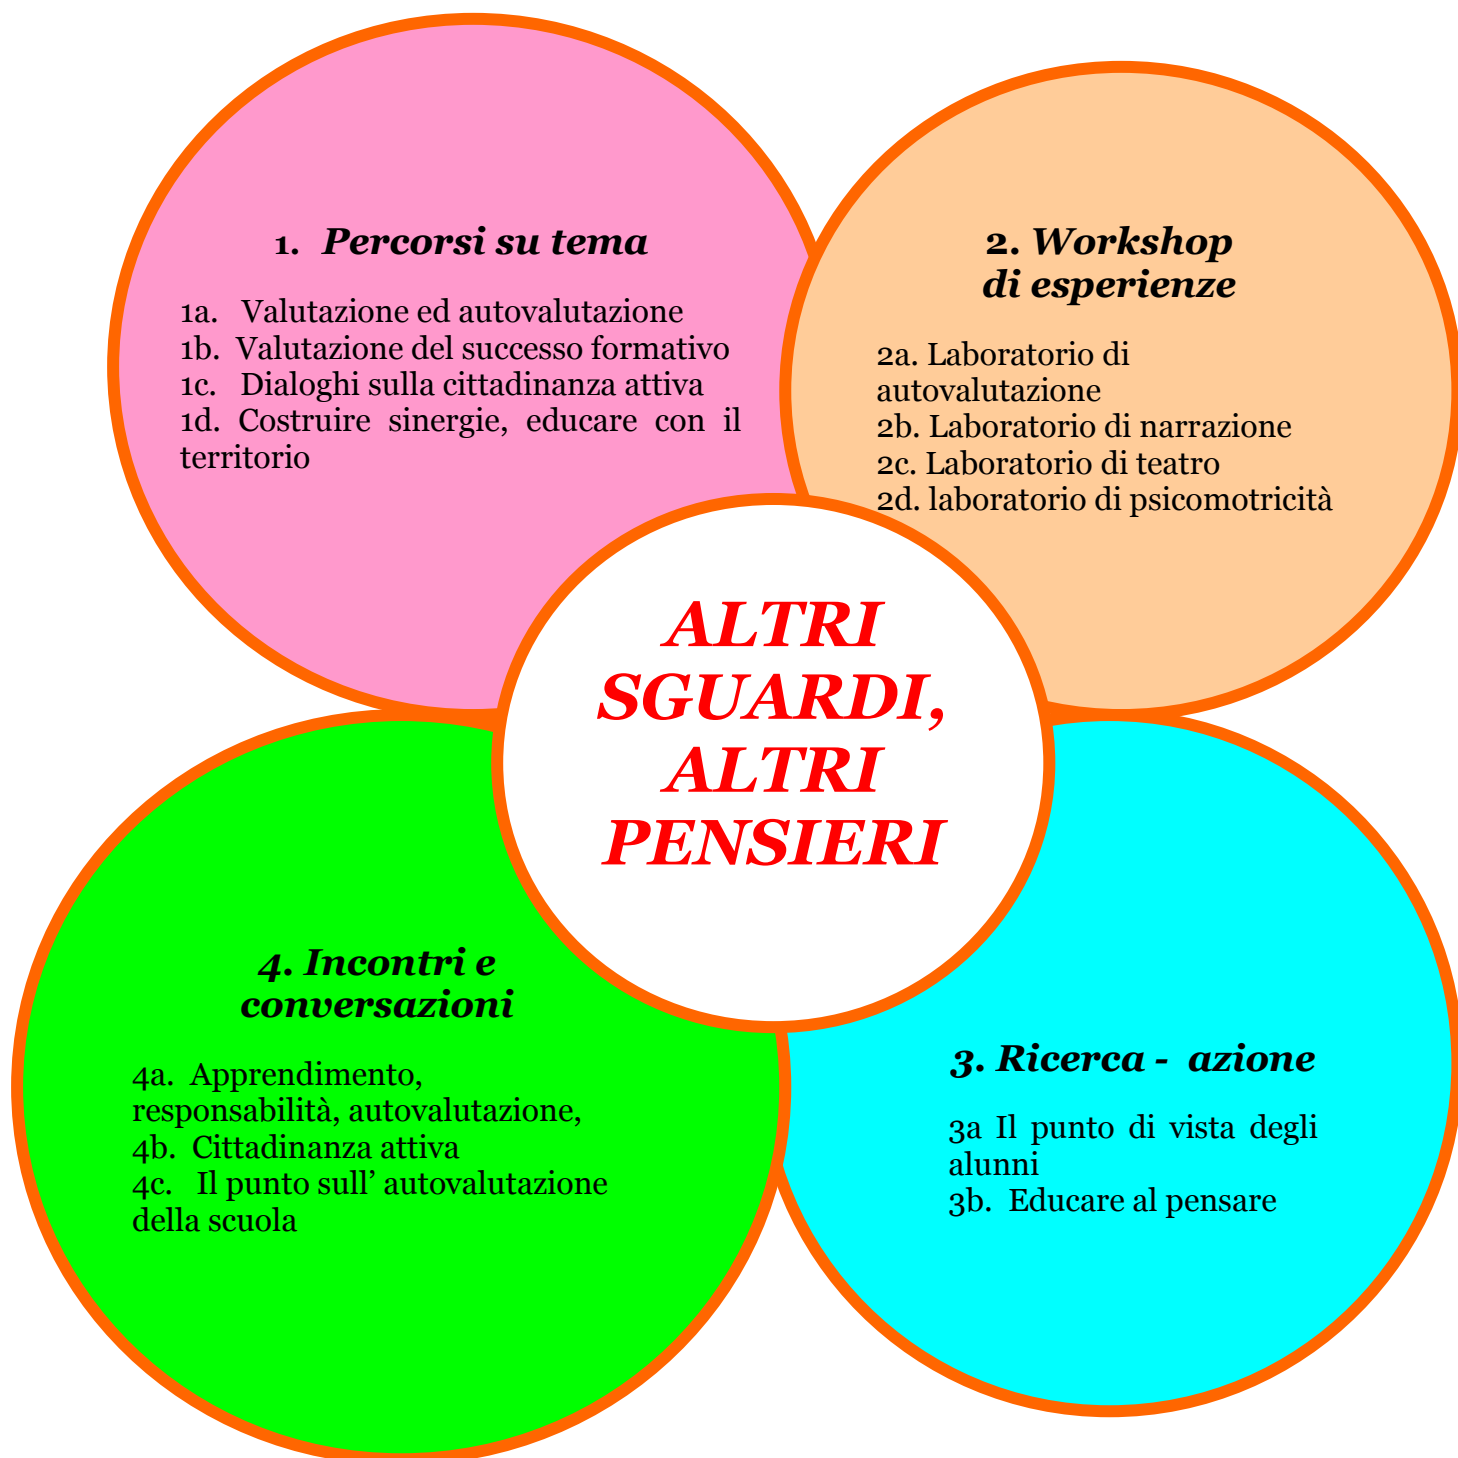 1. Percorsi su tema
1a. Valutazione ed autovalutazione
1b. Valutazione del successo formativo
1c. Dialoghi sulla cittadinanza attiva
1d. Costruire sinergie, educare con il
territorio
2. Workshop
di esperienze
2a. Laboratorio di
autovalutazione
2b. Laboratorio di narrazione
2c. Laboratorio di teatro
2d. laboratorio di psicomotricità
ALTRI
SGUARDI,
ALTRI
PENSIERI
4. Incontri e
conversazioni
4a. Apprendimento,
responsabilità, autovalutazione,
4b. Cittadinanza attiva
4c. Il punto sull’ autovalutazione
della scuola
3. Ricerca - azione
3a Il punto di vista degli
alunni
3b. Educare al pensare